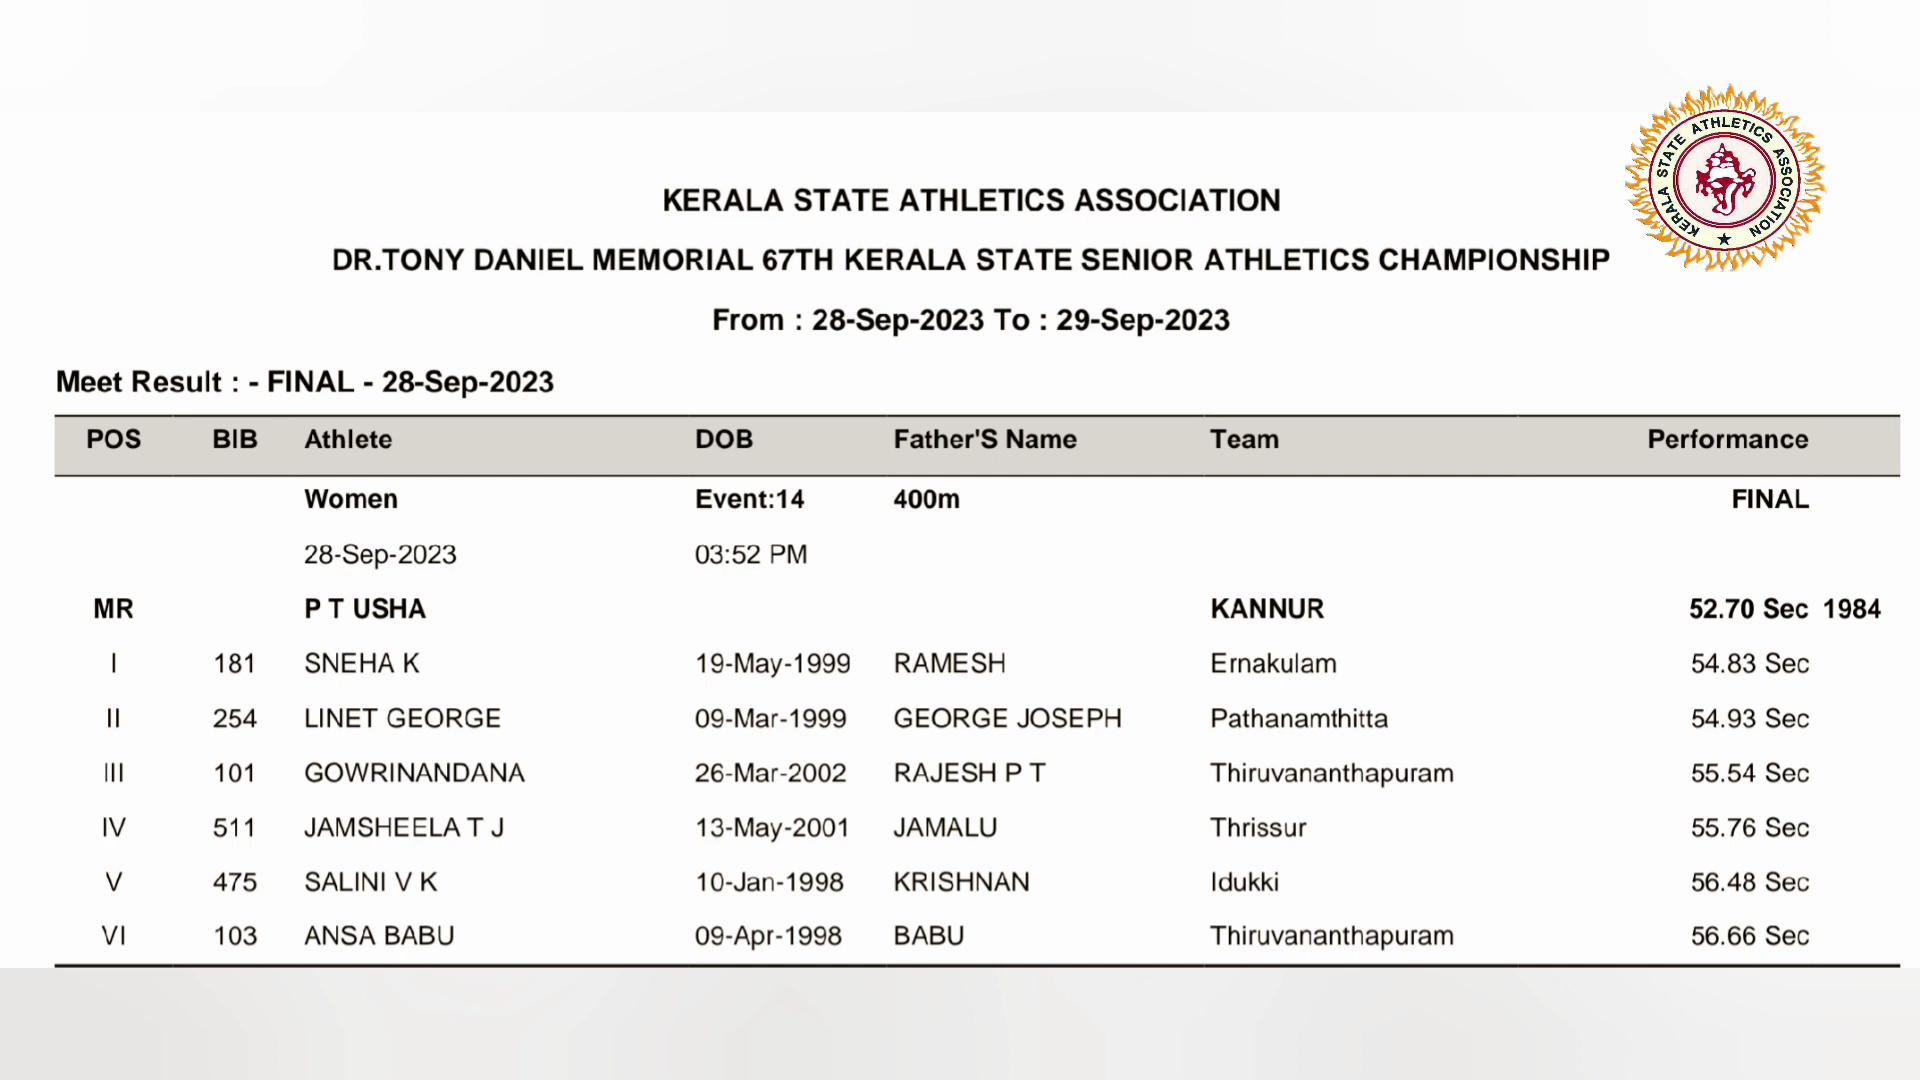 KERALA STATE ATHLETICS ASSOCIATION
KERALA STATE ATHLETICS ASSOCIATION
DR.TONY DANIEL MEMORIAL 67TH KERALA STATE SENIOR ATHLETICS CHAMPIONSHIP
From : 28-Sep-2023 To : 29-Sep-2023
Meet Result : - FINAL - 28-Sep-2023
POS BIB Athlete DOB Father'S Name Team Performance
Women Event:14 400m FINAL
28-Sep-2023 03:52 PM
MR P T USHA KANNUR 52.70 Sec 1984
I 181 SNEHA K 19-May-1999 RAMESH Ernakulam 54.83 Sec
II 254 LINET GEORGE 09-Mar-1999 GEORGE JOSEPH Pathanamthitta 54.93 Sec
III 101 GOWRINANDANA 26-Mar-2002 RAJESH P T Thiruvananthapuram 55.54 Sec
IV 511 JAMSHEELA T J 13-May-2001 JAMALU Thrissur 55.76 Sec
V 475 SALINI V K 10-Jan-1998 KRISHNAN Idukki 56.48 Sec
VI 103 ANSA BABU 09-Apr-1998 BABU Thiruvananthapuram 56.66 Sec